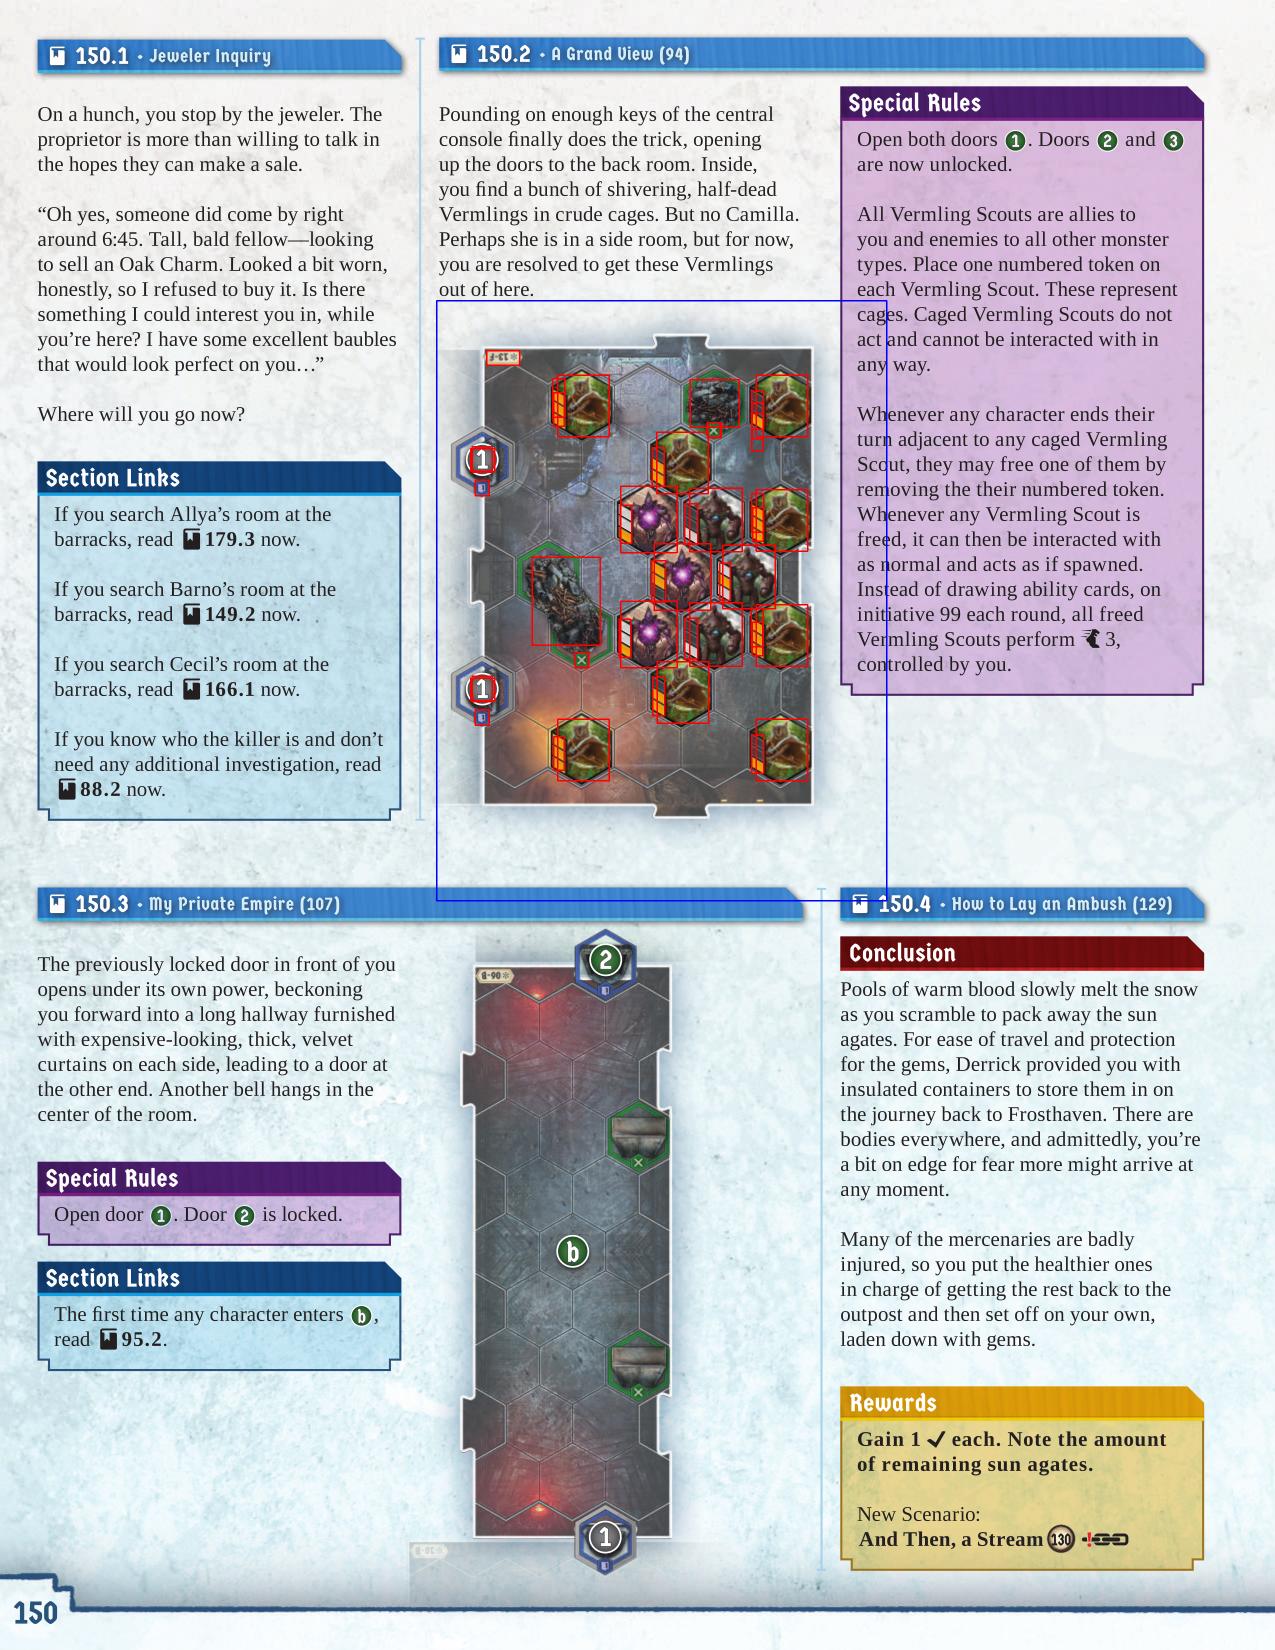 150.1 · Jeweler Inquiry
On a hunch, you stop by the jeweler. The
proprietor is more than willing to talk in
the hopes they can make a sale.
“Oh yes, someone did come by right
around 6:45. Tall, bald fellow—looking
to sell an Oak Charm. Looked a bit worn,
honestly, so I refused to buy it. Is there
something I could interest you in, while
you’re here? I have some excellent baubles
that would look perfect on you…”
Where will you go now?
Section Links
If you search Allya’s room at the
barracks, read 179.3 now.
If you search Barno’s room at the
barracks, read 149.2 now.
If you search Cecil’s room at the
barracks, read 166.1 now.
If you know who the killer is and don’t
need any additional investigation, read
88.2 now.
150.2 · A Grand View (94)
Pounding on enough keys of the central
console finally does the trick, opening
up the doors to the back room. Inside,
you find a bunch of shivering, half-dead
Vermlings in crude cages. But no Camilla.
Perhaps she is in a side room, but for now,
you are resolved to get these Vermlings
out of here.
13-F
1
1
Special Rules
Open both doors 1. Doors 2 and 3
are now unlocked.
All Vermling Scouts are allies to
you and enemies to all other monster
types. Place one numbered token on
each Vermling Scout. These represent
cages. Caged Vermling Scouts do not
act and cannot be interacted with in
any way.
Whenever any character ends their
turn adjacent to any caged Vermling
Scout, they may free one of them by
removing the their numbered token.
Whenever any Vermling Scout is
freed, it can then be interacted with
as normal and acts as if spawned.
Instead of drawing ability cards, on
initiative 99 each round, all freed
Vermling Scouts perform 3,
controlled by you.
150.3 · My Private Empire (107)
The previously locked door in front of you
opens under its own power, beckoning
you forward into a long hallway furnished
with expensive-looking, thick, velvet
curtains on each side, leading to a door at
the other end. Another bell hangs in the
center of the room.
Special Rules
Open door 1. Door 2 is locked.
Section Links
The first time any character enters b,
read 95.2.
2
06-B
b
1
150.4 · How to Lay an Ambush (129)
Conclusion
Pools of warm blood slowly melt the snow
as you scramble to pack away the sun
agates. For ease of travel and protection
for the gems, Derrick provided you with
insulated containers to store them in on
the journey back to Frosthaven. There are
bodies everywhere, and admittedly, you’re
a bit on edge for fear more might arrive at
any moment.
Many of the mercenaries are badly
injured, so you put the healthier ones
in charge of getting the rest back to the
outpost and then set off on your own,
laden down with gems.
Rewards
Gain 1 ✓ each. Note the amount
of remaining sun agates.
New Scenario:
And Then, a Stream 130
150